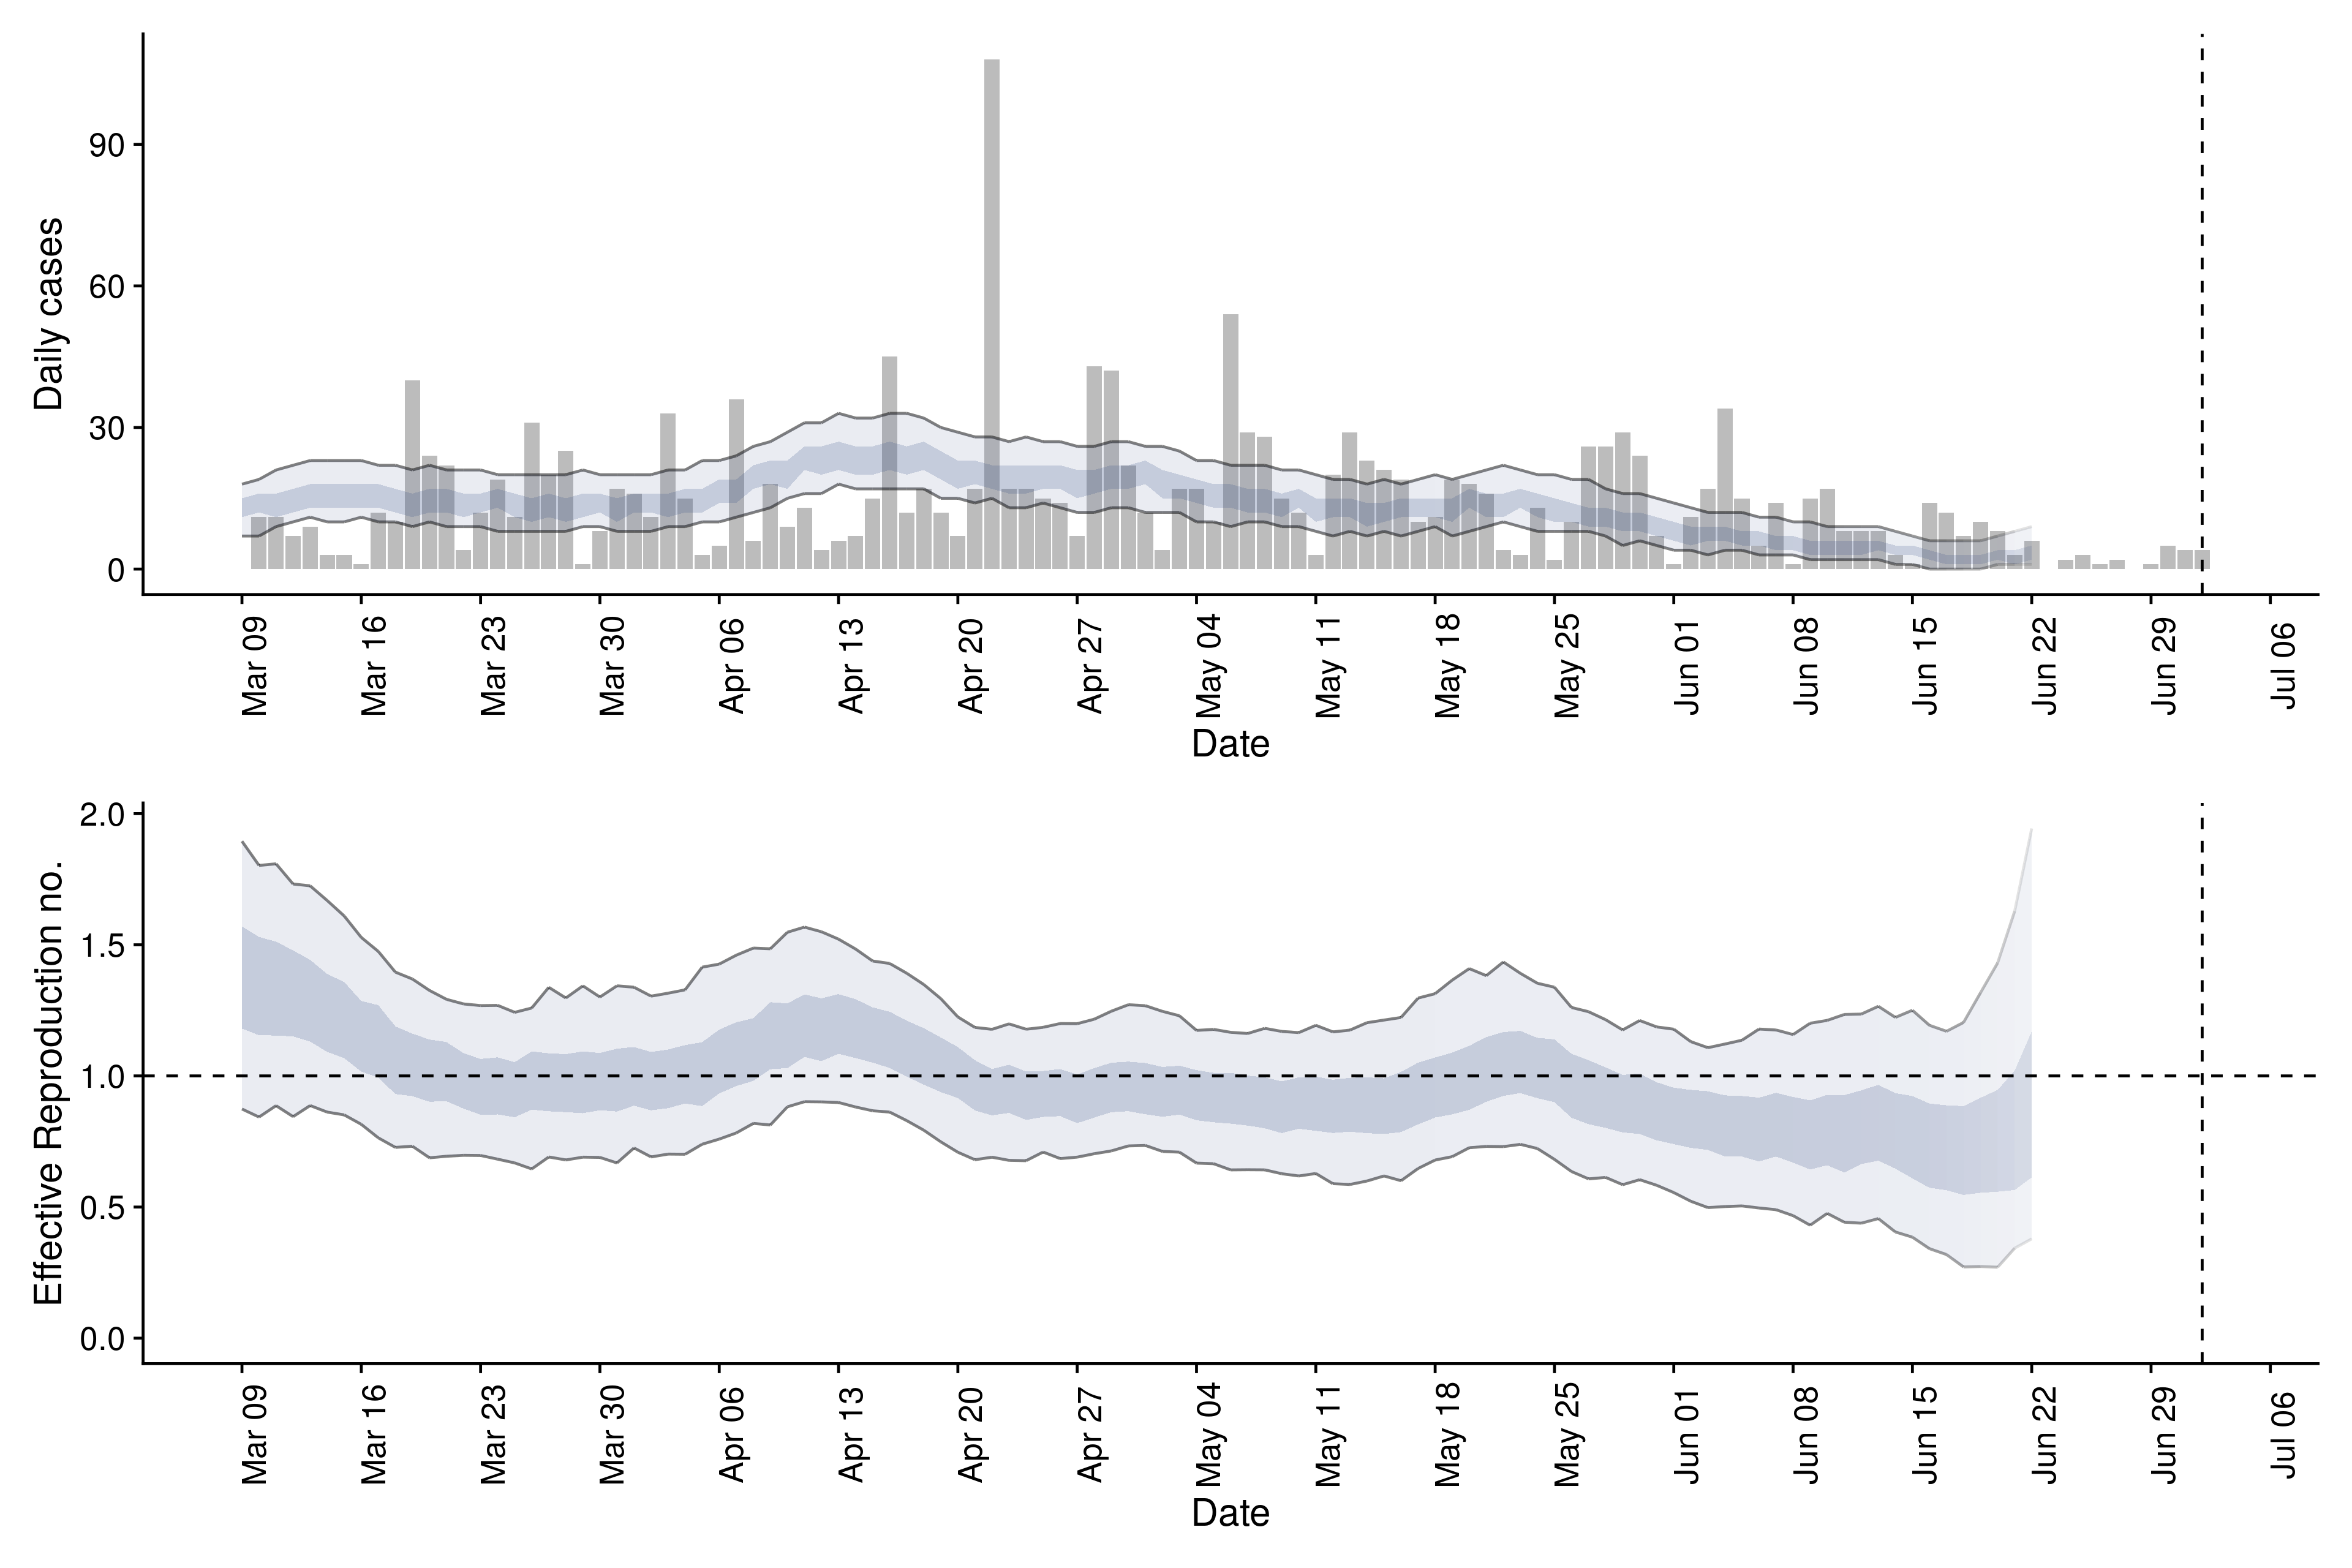 Daily cases
90
60
30
0
Mar 09
Mar 16
Mar 23
Mar 30
Apr 06
Apr 13
Apr 20
Apr 27
May 04
May 11
May 18
May 25
Jun 01
Jun 08
Jun 15
Jun 22
Jun 29
Jul 06
Date
Effective Reproduction no.
2.0
1.5
1.0
0.5
0.0
Mar 09
Mar 16
Mar 23
Mar 30
Apr 06
Apr 13
Apr 20
Apr 27
May 04
May 11
May 18
May 25
Jun 01
Jun 08
Jun 15
Jun 22
Jun 29
Jul 06
Date